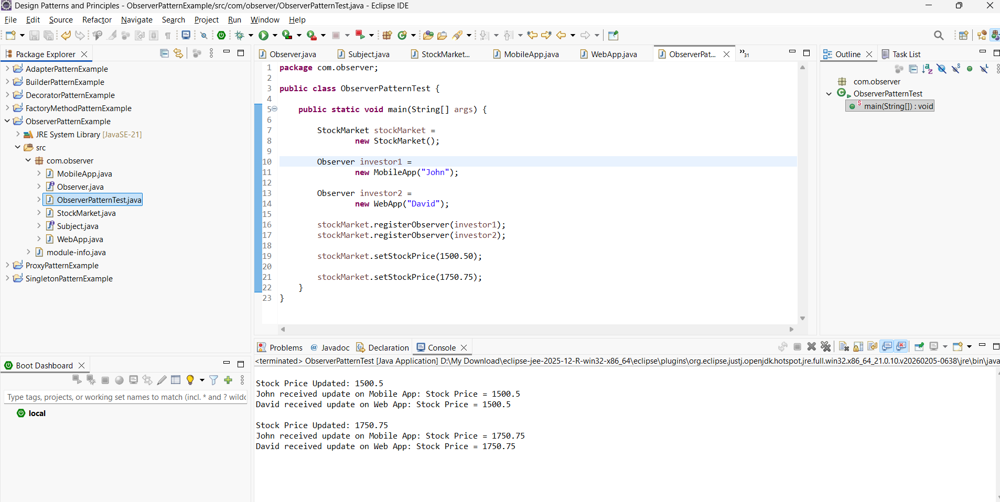 Design Patterns and Principles - ObserverPatternExample/src/com/observer/ObserverPatternTest.java - Eclipse IDE
File Edit Source Refactor Navigate Search Project Run Window Help
Package Explorer
AdapterPatternExample
BuilderPatternExample
DecoratorPatternExample
FactoryMethodPatternExample
ObserverPatternExample
JRE System Library [JavaSE-21]
src
com.observer
MobileApp.java
Observer.java
ObserverPatternTest.java
StockMarket.java
Subject.java
WebApp.java
module-info.java
ProxyPatternExample
SingletonPatternExample
Boot Dashboard
Type tags, projects, or working set names to match (incl. * and ? wildc
local
Observer.java Subject.java StockMarket... MobileApp.java WebApp.java ObserverPat... »31
1 package com.observer;
2
3 public class ObserverPatternTest {
4
5 public static void main(String[] args) {
6
7 StockMarket stockMarket =
8 new StockMarket();
9
10 Observer investor1 =
11 new MobileApp("John");
12
13 Observer investor2 =
14 new WebApp("David");
15
16 stockMarket.registerObserver(investor1);
17 stockMarket.registerObserver(investor2);
18
19 stockMarket.setStockPrice(1500.50);
20
21 stockMarket.setStockPrice(1750.75);
22 }
23 }
Outline Task List
com.observer
ObserverPatternTest
main(String[]) : void
Problems @ Javadoc Declaration Console
<terminated> ObserverPatternTest [Java Application] D:\My Download\eclipse-jee-2025-12-R-win32-x86_64\eclipse\plugins\org.eclipse.justj.openjdk.hotspot.jre.full.win32.x86_64_21.0.10.v20260205-0638\jre\bin\java
Stock Price Updated: 1500.5
John received update on Mobile App: Stock Price = 1500.5
David received update on Web App: Stock Price = 1500.5
Stock Price Updated: 1750.75
John received update on Mobile App: Stock Price = 1750.75
David received update on Web App: Stock Price = 1750.75